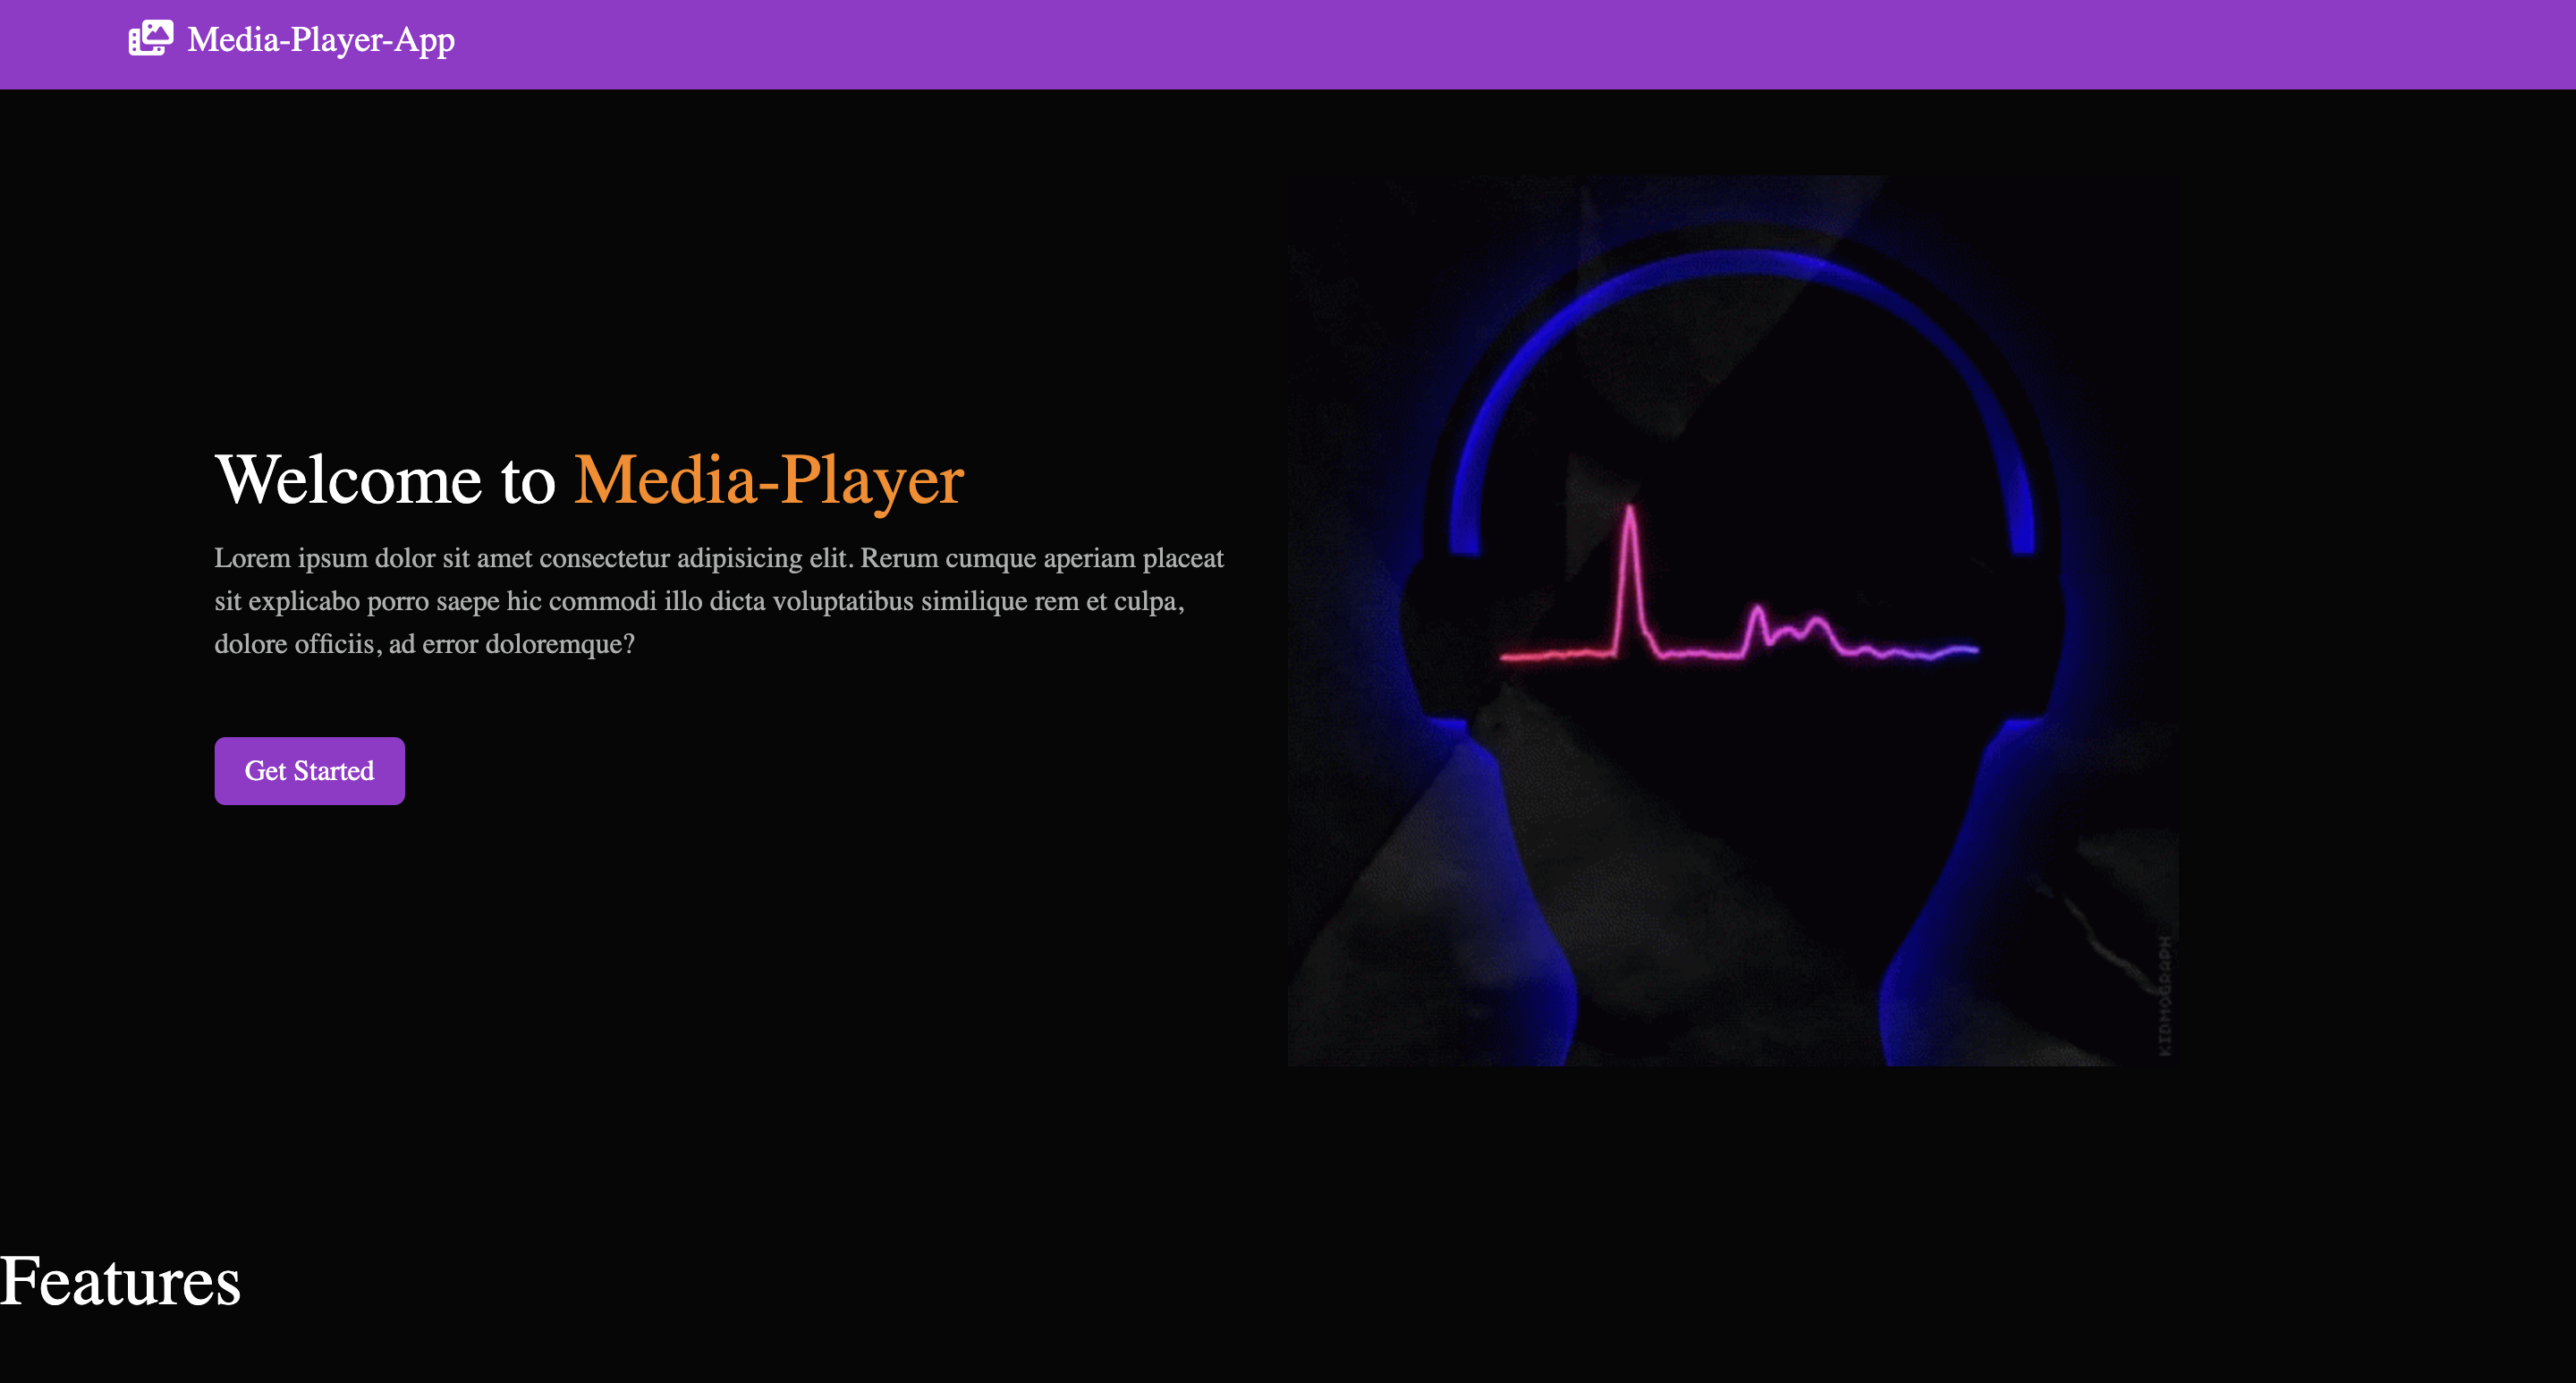 Media-Player-App
Welcome to Media-Player
Lorem ipsum dolor sit amet consectetur adipisicing elit. Rerum cumque aperiam placeat
sit explicabo porro saepe hic commodi illo dicta voluptatibus similique rem et culpa,
dolore officiis, ad error doloremque?
Get Started
KIDMOGRAPH
Features